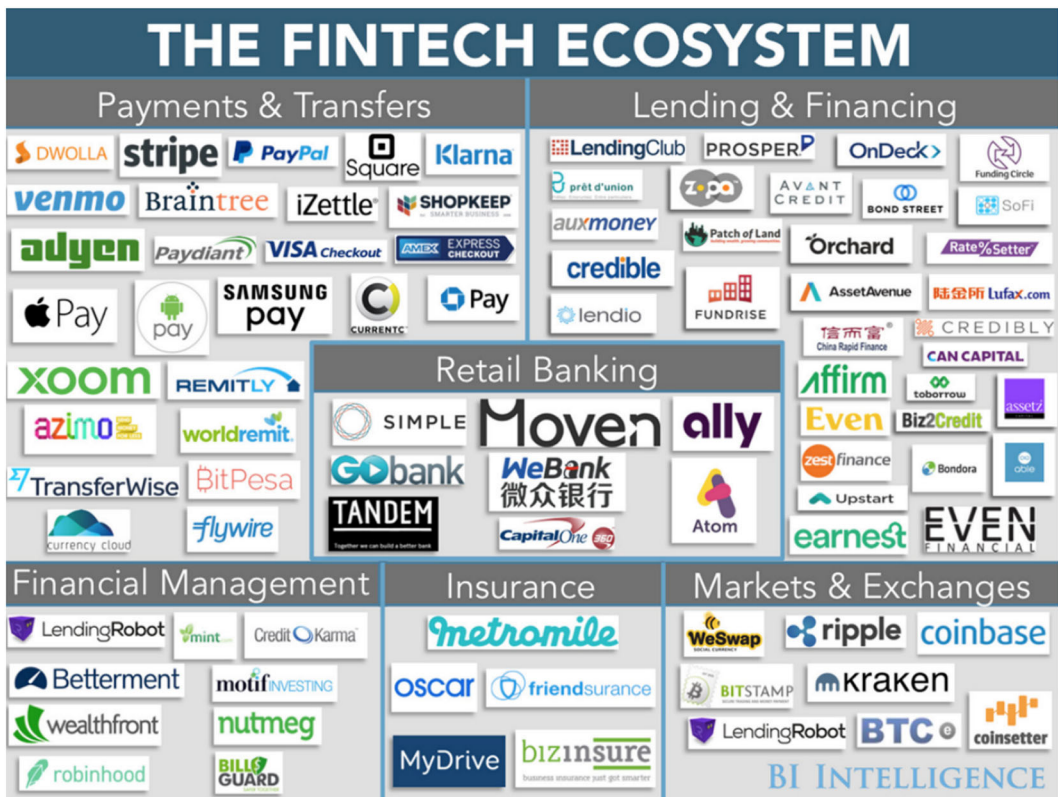 THE FINTECH ECOSYSTEM
Payments & Transfers
DWOLLA stripe PayPal Square Klarna
venmo Braintree iZettle SHOPKEEP
SMARTER BUSINESS
adyen Paydiant VISA Checkout AMEX EXPRESS CHECKOUT
Pay
pay
SAMSUNG pay
CURRENTC
Pay
xoom REMITLY
azimo worldremit
TransferWise BitPesa
currency cloud flywire
Lending & Financing
LendingClub PROSPER OnDeck Funding Circle
prêt d'union zopa AVANT CREDIT BOND STREET SoFi
auxmoney Patch of Land Orchard RateSetter
credible FUNDRISE AssetAvenue 陆金所 Lufax.com
lendio
信而富® China Rapid Finance CREDIBLY
CAN CAPITAL
Affirm toborrow assetz
Even Biz2Credit
zest finance Bondora able
Upstart
earnest EVEN FINANCIAL
Retail Banking
SIMPLE Moven ally
GObank WeBank
微众银行
TANDEM
Together we can build a better bank
Capital One 360
Atom
Financial Management
LendingRobot mint Credit Karma
Betterment motif INVESTING
wealthfront nutmeg
robinhood BILL GUARD
Insurance
metromile
OSCAR friendsurance
MyDrive bizinsure
business insurance just got smarter
Markets & Exchanges
WeSwap
SOCIAL CURRENCY
ripple coinbase
BITSTAMP kraken
LendingRobot BTC e coinsetter
BI INTELLIGENCE